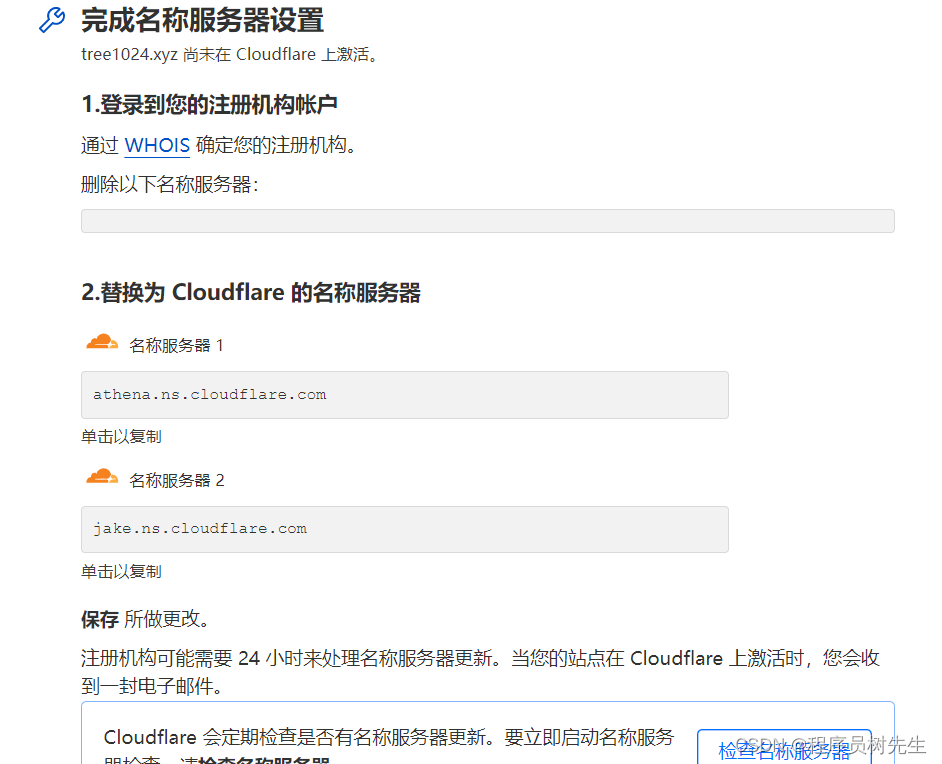 完成名称服务器设置
tree1024.xyz 尚未在 Cloudflare 上激活。
1.登录到您的注册机构帐户
通过 WHOIS 确定您的注册机构。
删除以下名称服务器：
2.替换为 Cloudflare 的名称服务器
名称服务器 1
athena.ns.cloudflare.com
单击以复制
名称服务器 2
jake.ns.cloudflare.com
单击以复制
保存 所做更改。
注册机构可能需要 24 小时来处理名称服务器更新。当您的站点在 Cloudflare 上激活时，您会收
到一封电子邮件。
Cloudflare 会定期检查是否有名称服务器更新。要立即启动名称服务
器检查，请检查名称服务器
检查名称服务器
CSDN @程序员树先生